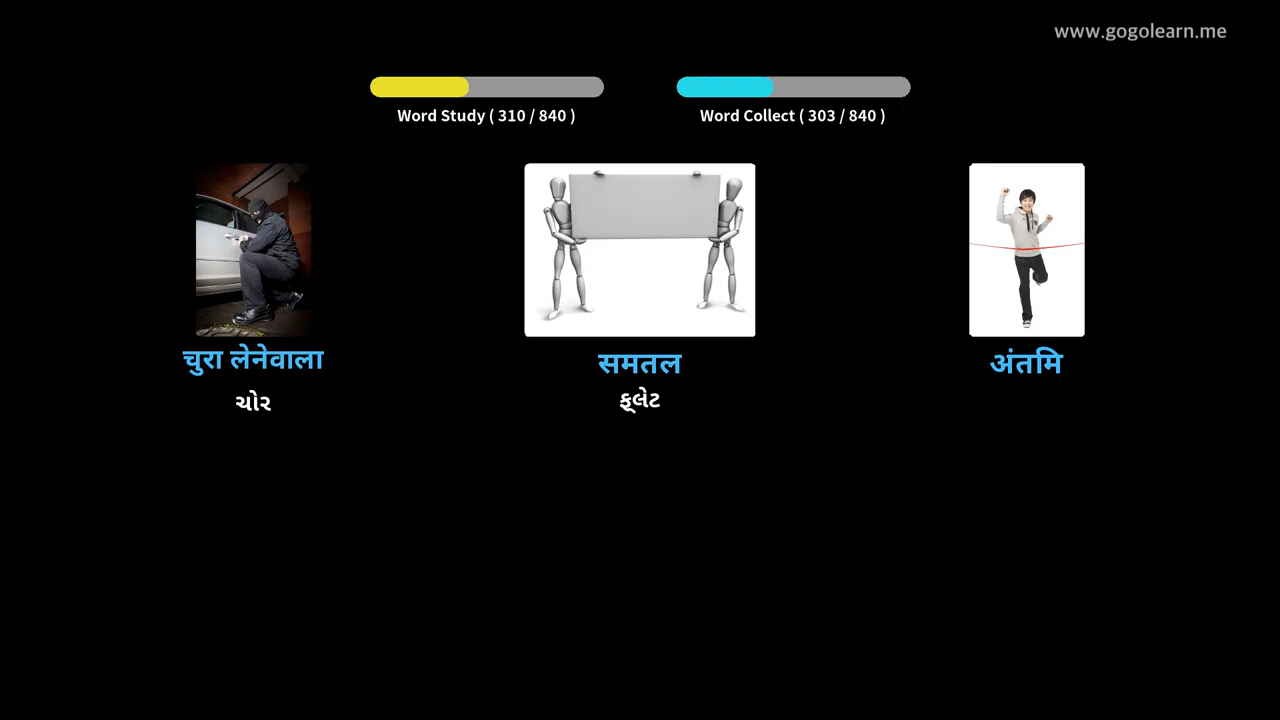 www.gogolearn.me
Word Study ( 310 / 840 )
Word Collect ( 303 / 840 )
चुरा लेनेवाला
समतल
अंतमि
ચોર
ફ્લેટ